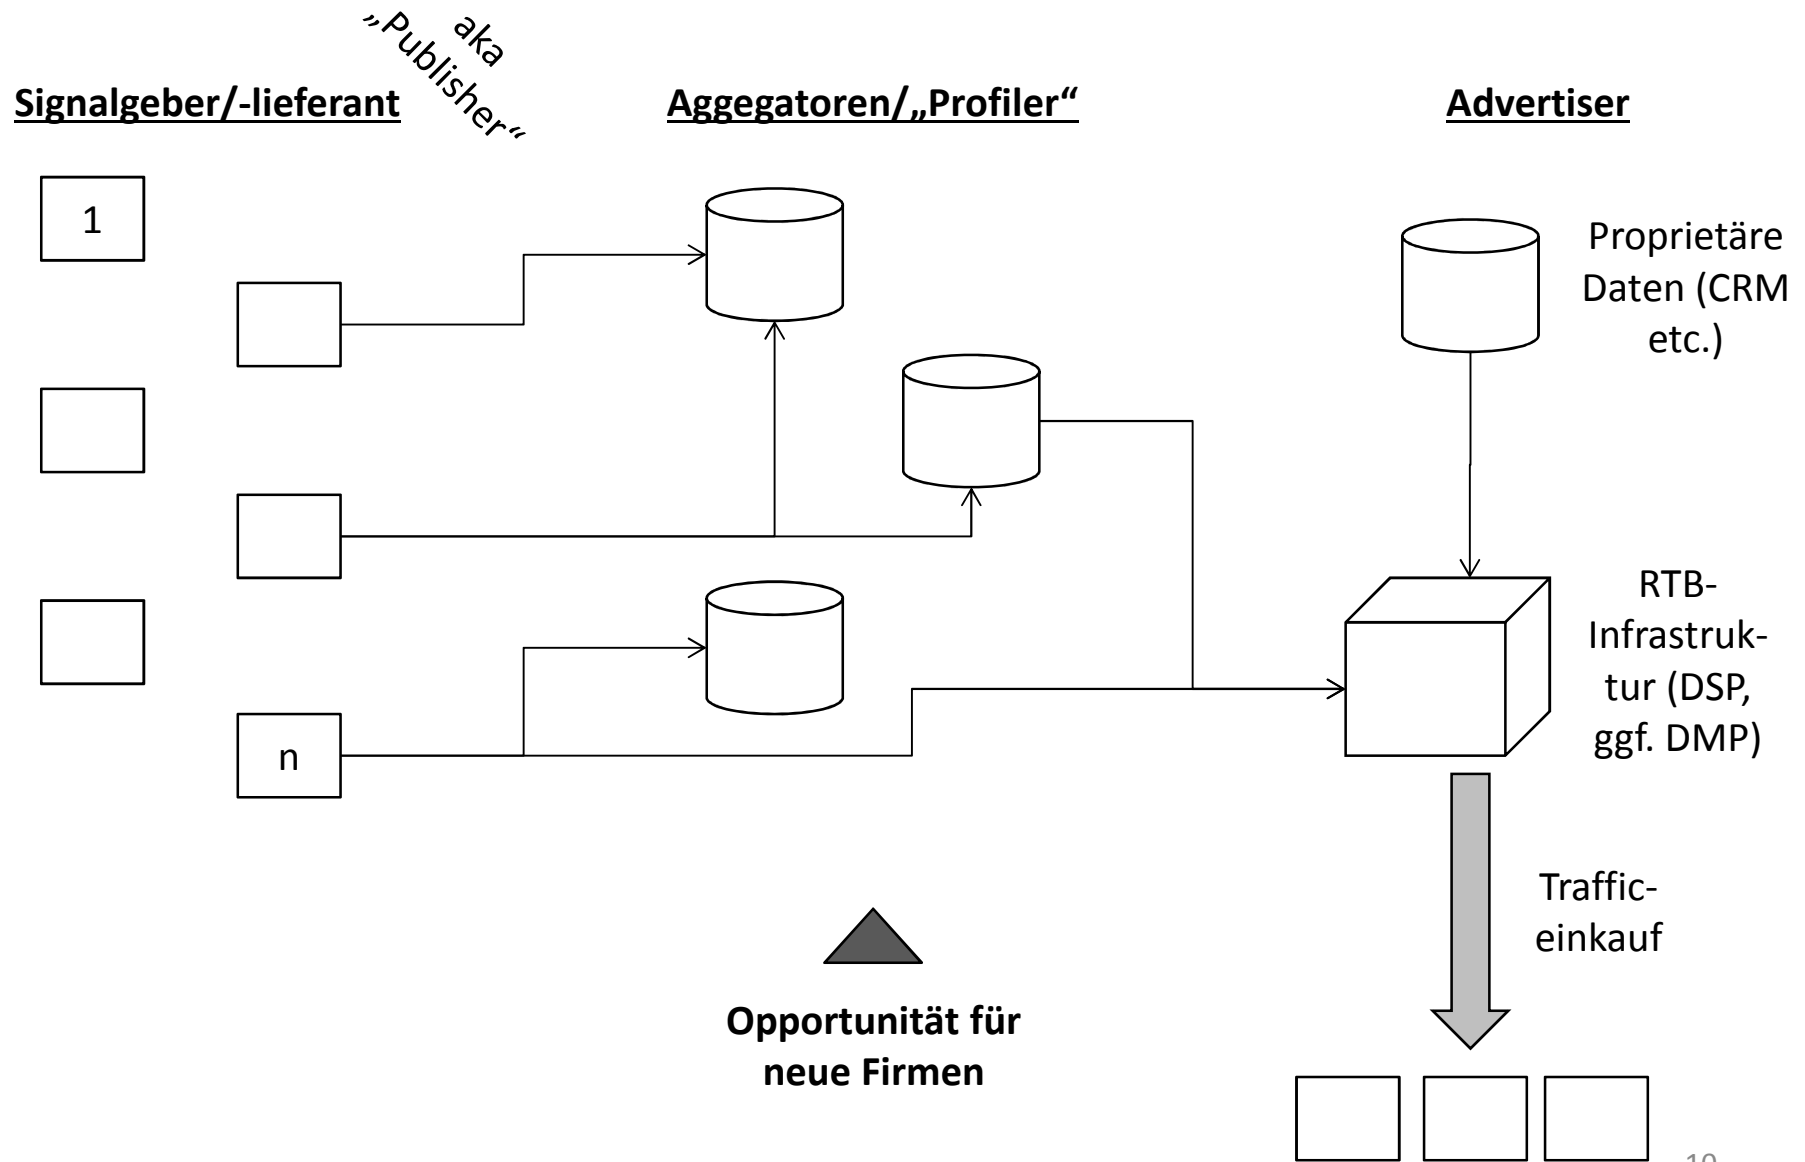 aka
„Publisher“
Signalgeber/-lieferant
Aggegatoren/„Profiler“
Advertiser
1
Proprietäre
Daten (CRM
etc.)
RTB-
Infrastruk-
tur (DSP,
ggf. DMP)
n
Traffic-
einkauf
Opportunität für
neue Firmen